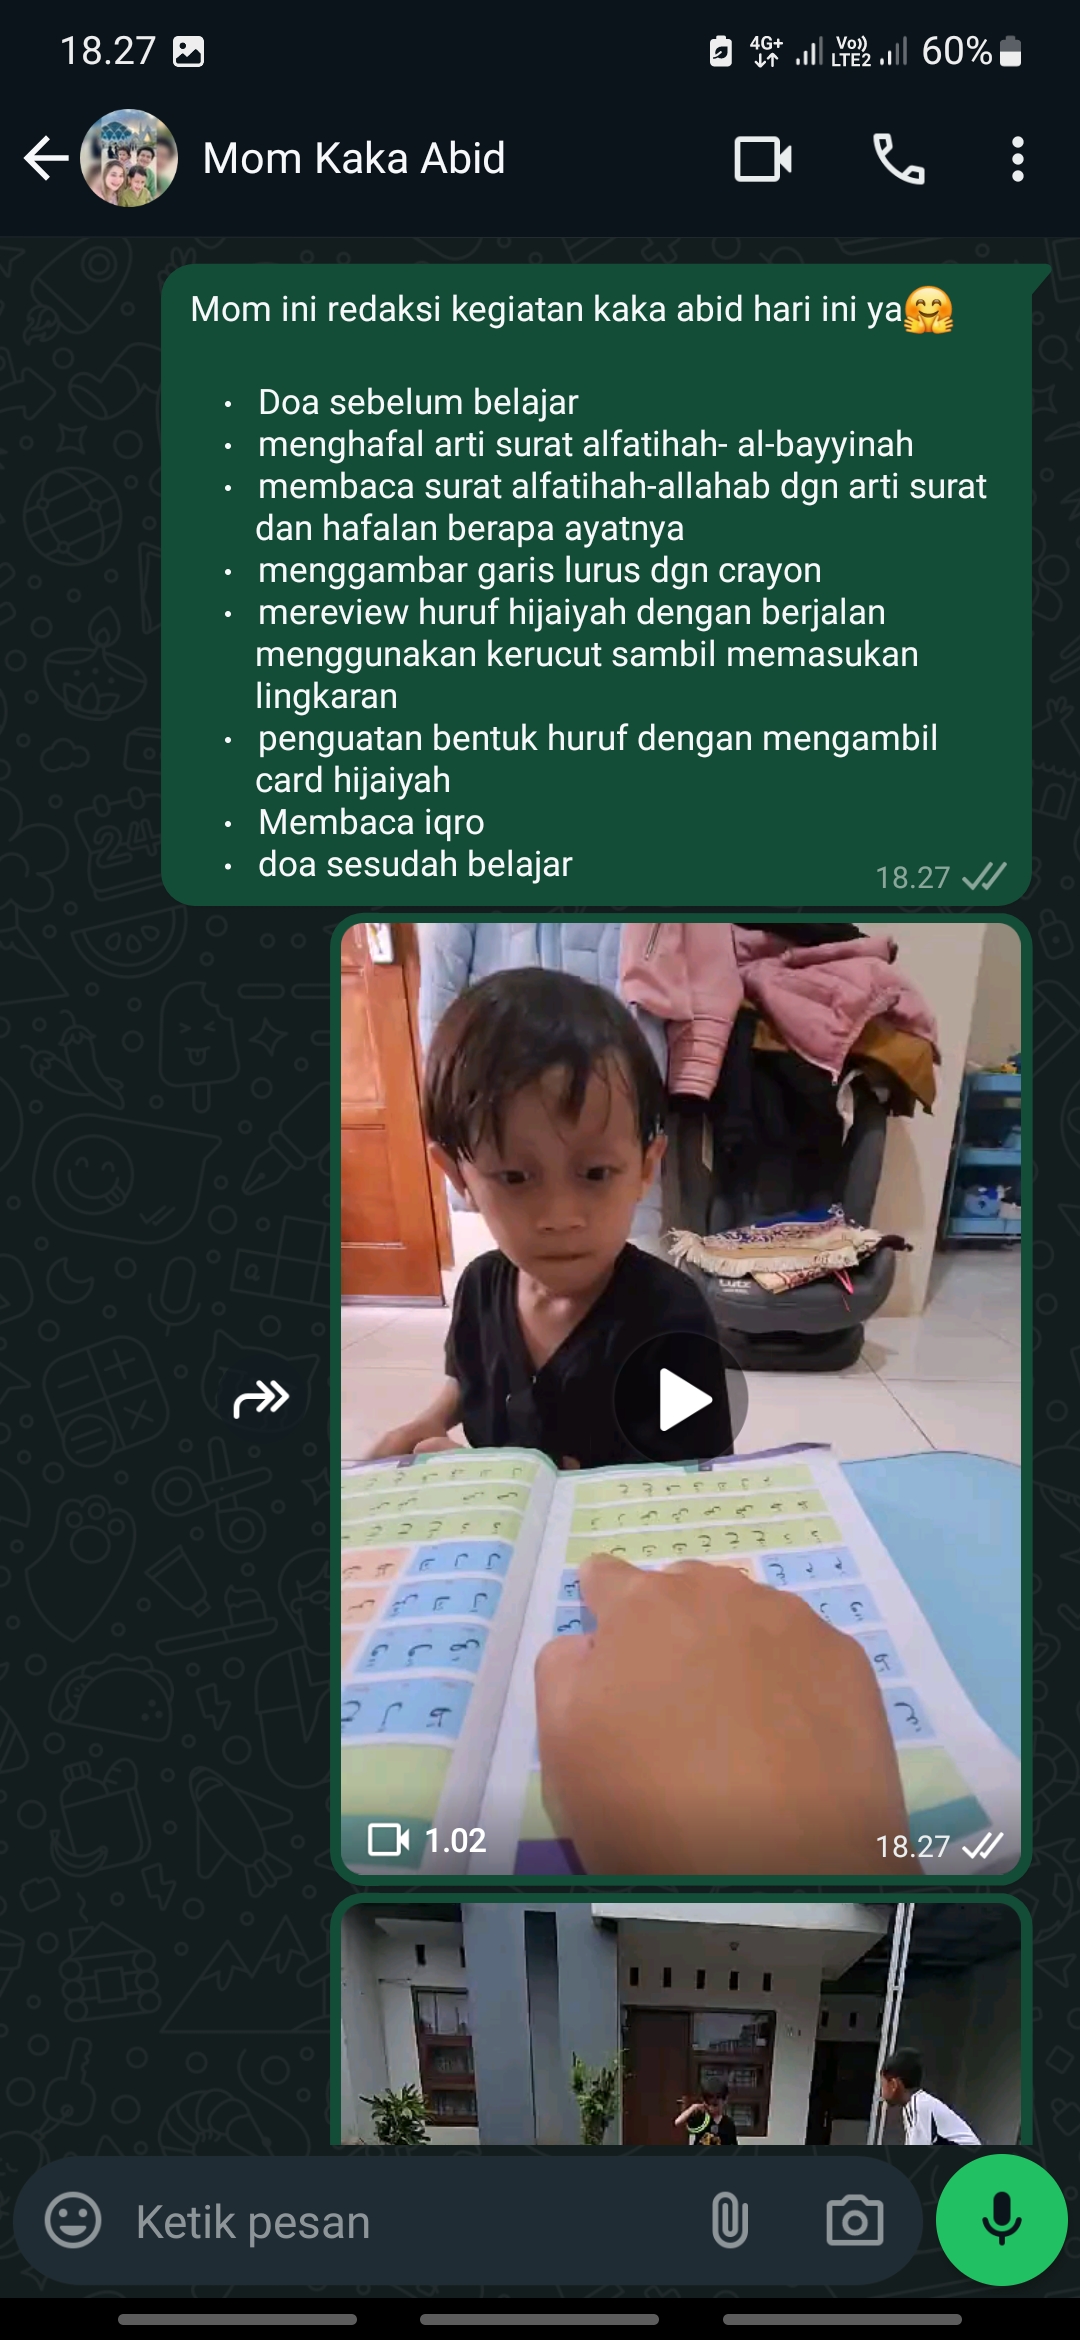 18.27
4G+
Vo))
LTE2
60%
Mom Kaka Abid
Mom ini redaksi kegiatan kaka abid hari ini ya🤗
• Doa sebelum belajar
• menghafal arti surat alfatihah- al-bayyinah
• membaca surat alfatihah-allahab dgn arti surat
dan hafalan berapa ayatnya
• menggambar garis lurus dgn crayon
• mereview huruf hijaiyah dengan berjalan
menggunakan kerucut sambil memasukan
lingkaran
• penguatan bentuk huruf dengan mengambil
card hijaiyah
• Membaca iqro
• doa sesudah belajar
18.27
1.02
18.27
Ketik pesan